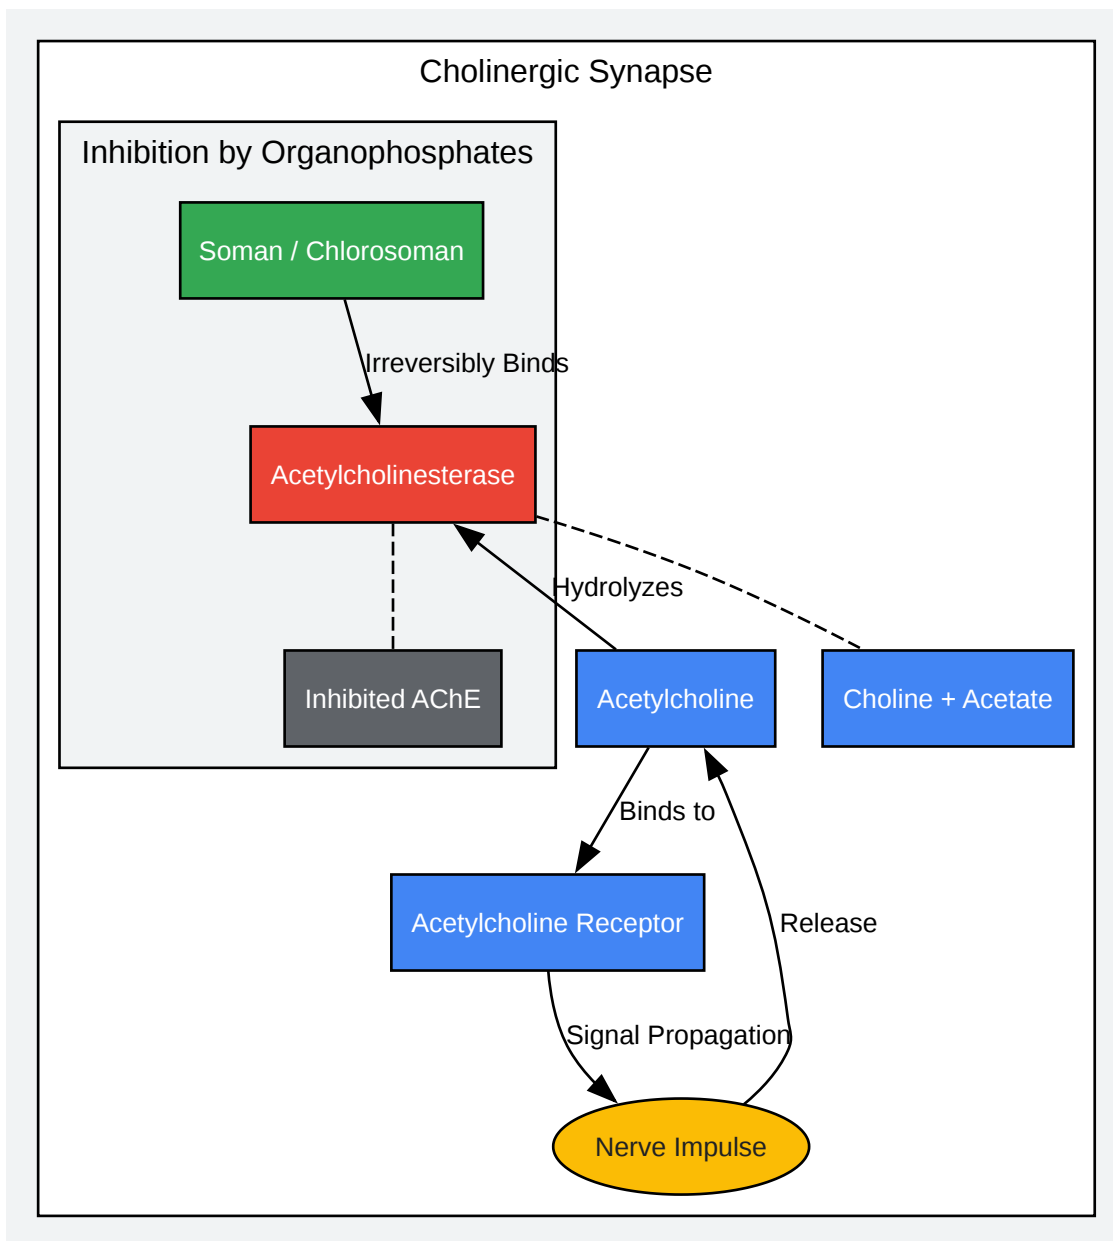 Cholinergic Synapse
Inhibition by Organophosphates
Soman / Chlorosoman
Irreversibly Binds
Acetylcholinesterase
Hydrolyzes
Inhibited AChE
Acetylcholine
Choline + Acetate
Binds to
Acetylcholine Receptor
Release
Signal Propagation
Nerve Impulse